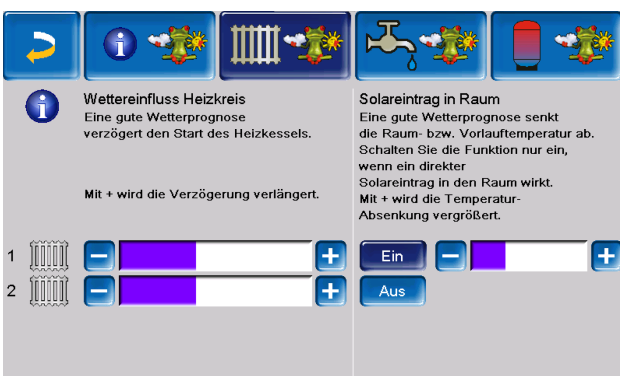 Wettereinfluss Heizkreis
Eine gute Wetterprognose
verzögert den Start des Heizkessels.
Mit + wird die Verzögerung verlängert.
Solareintrag in Raum
Eine gute Wetterprognose senkt
die Raum- bzw. Vorlauftemperatur ab.
Schalten Sie die Funktion nur ein,
wenn ein direkter
Solareintrag in den Raum wirkt.
Mit + wird die Temperatur-
Absenkung vergrößert.
1 − + Ein − +
2 − + Aus